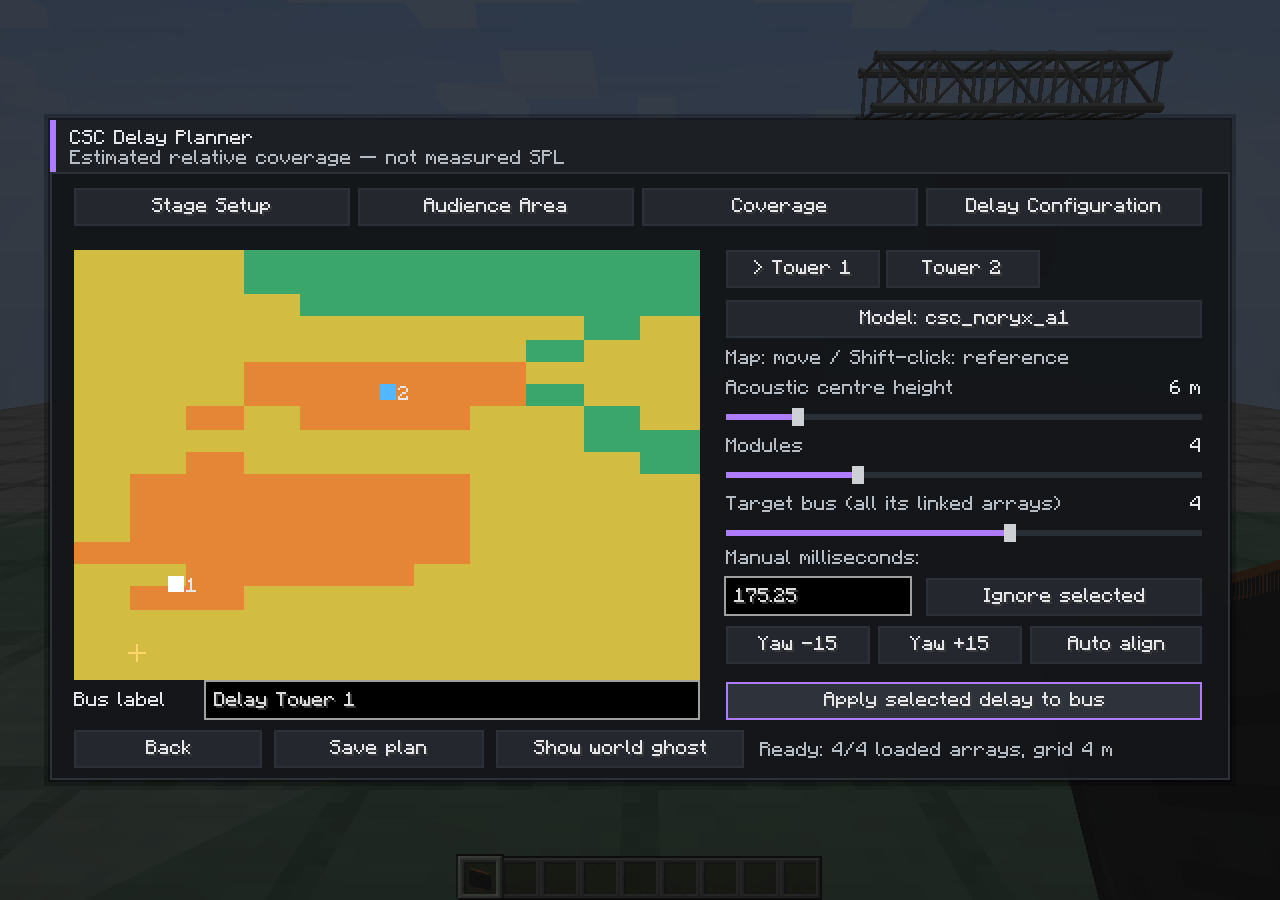 CSC Delay Planner
Estimated relative coverage — not measured SPL
Stage Setup
Audience Area
Coverage
Delay Configuration
> Tower 1
Tower 2
Model: csc_noryx_a1
Map: move / Shift-click: reference
Acoustic centre height
6 m
2
Modules
4
Target bus (all its linked arrays)
4
Manual milliseconds:
1
175.25
Ignore selected
Yaw -15
Yaw +15
Auto align
Bus label
Delay Tower 1
Apply selected delay to bus
Back
Save plan
Show world ghost
Ready: 4/4 loaded arrays, grid 4 m